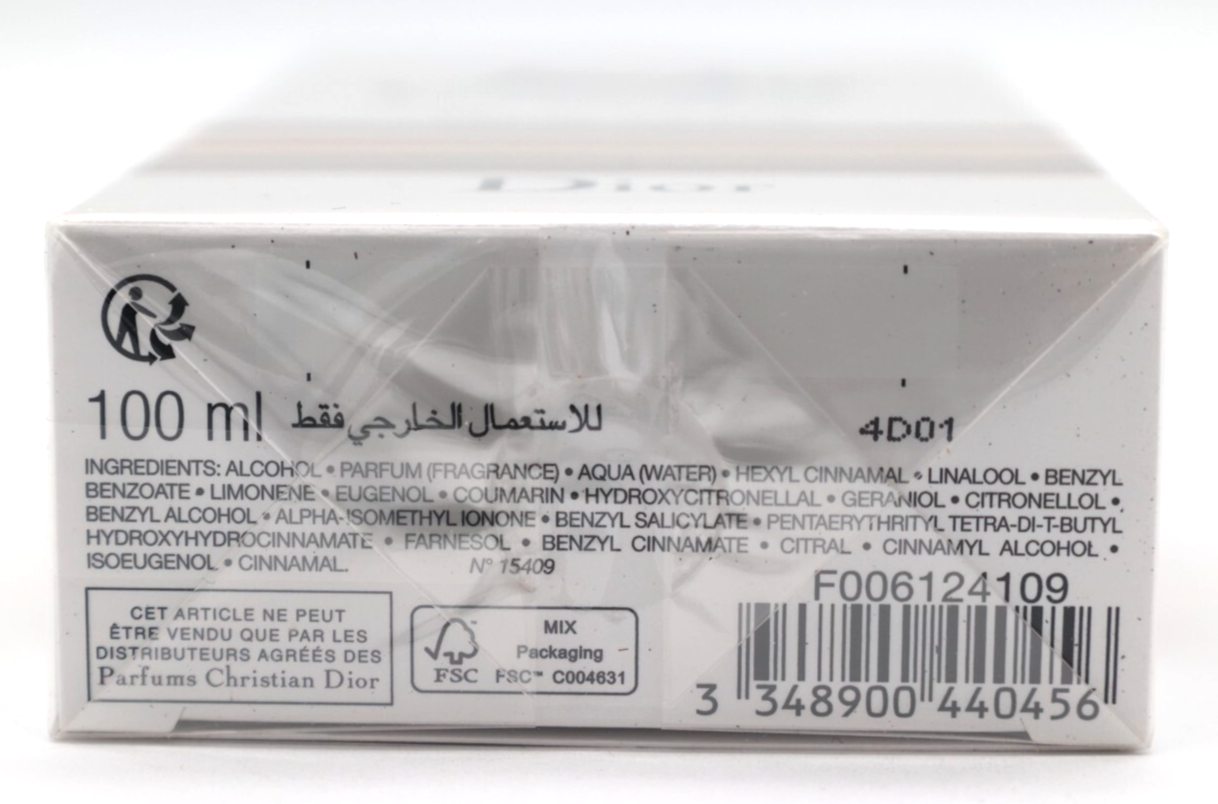 Dior
100 ml للاستعمال الخارجي فقط
4D01
INGREDIENTS: ALCOHOL • PARFUM (FRAGRANCE) • AQUA (WATER) • HEXYL CINNAMAL • LINALOOL • BENZYL
BENZOATE • LIMONENE • EUGENOL • COUMARIN • HYDROXYCITRONELLAL • GERANIOL • CITRONELLOL •
BENZYL ALCOHOL • ALPHA-ISOMETHYL IONONE • BENZYL SALICYLATE • PENTAERYTHRITYL TETRA-DI-T-BUTYL
HYDROXYHYDROCINNAMATE • FARNESOL • BENZYL CINNAMATE • CITRAL • CINNAMYL ALCOHOL •
ISOEUGENOL • CINNAMAL. N° 15409
CET ARTICLE NE PEUT
ÊTRE VENDU QUE PAR LES
DISTRIBUTEURS AGRÉÉS DES
Parfums Christian Dior
FSC
MIX
Packaging
FSC™ C004631
F006124109
3 348900 440456